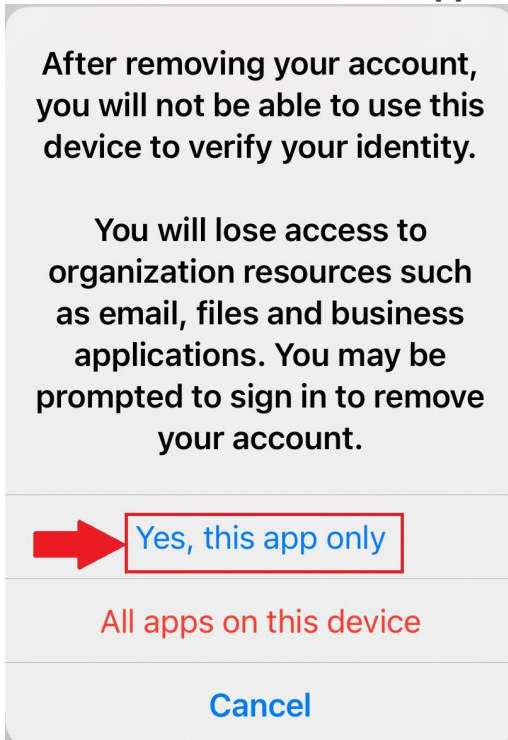 After removing your account,
you will not be able to use this
device to verify your identity.
You will lose access to
organization resources such
as email, files and business
applications. You may be
prompted to sign in to remove
your account.
Yes, this app only
All apps on this device
Cancel